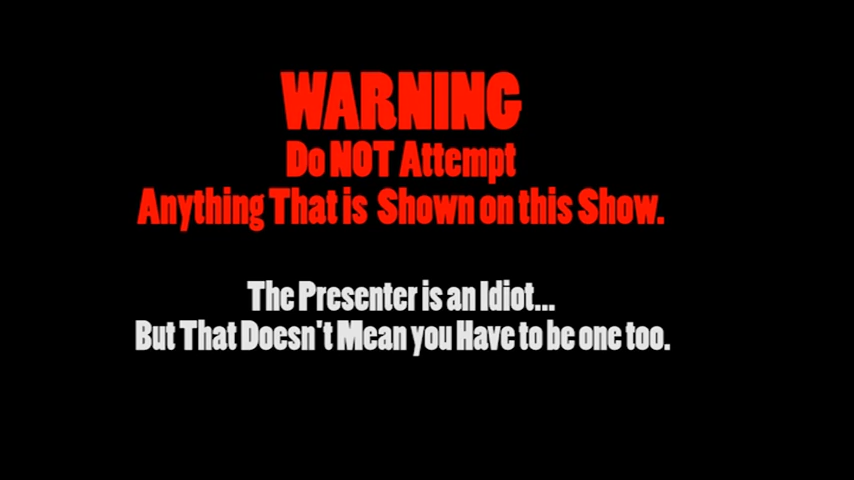 WARNING
Do NOT Attempt
Anything That is Shown on this Show.
The Presenter is an Idiot...
But That Doesn't Mean you Have to be one too.